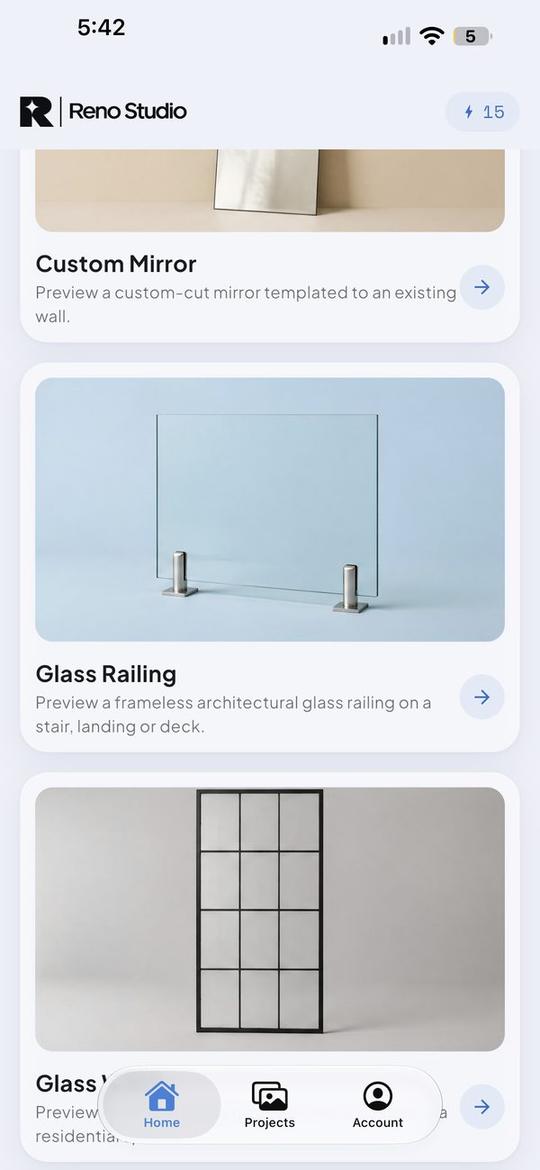 5:42
5
Reno Studio
15
Custom Mirror
Preview a custom-cut mirror templated to an existing
wall.
Glass Railing
Preview a frameless architectural glass railing on a
stair, landing or deck.
Glass
Preview a
residential
Home
Projects
Account